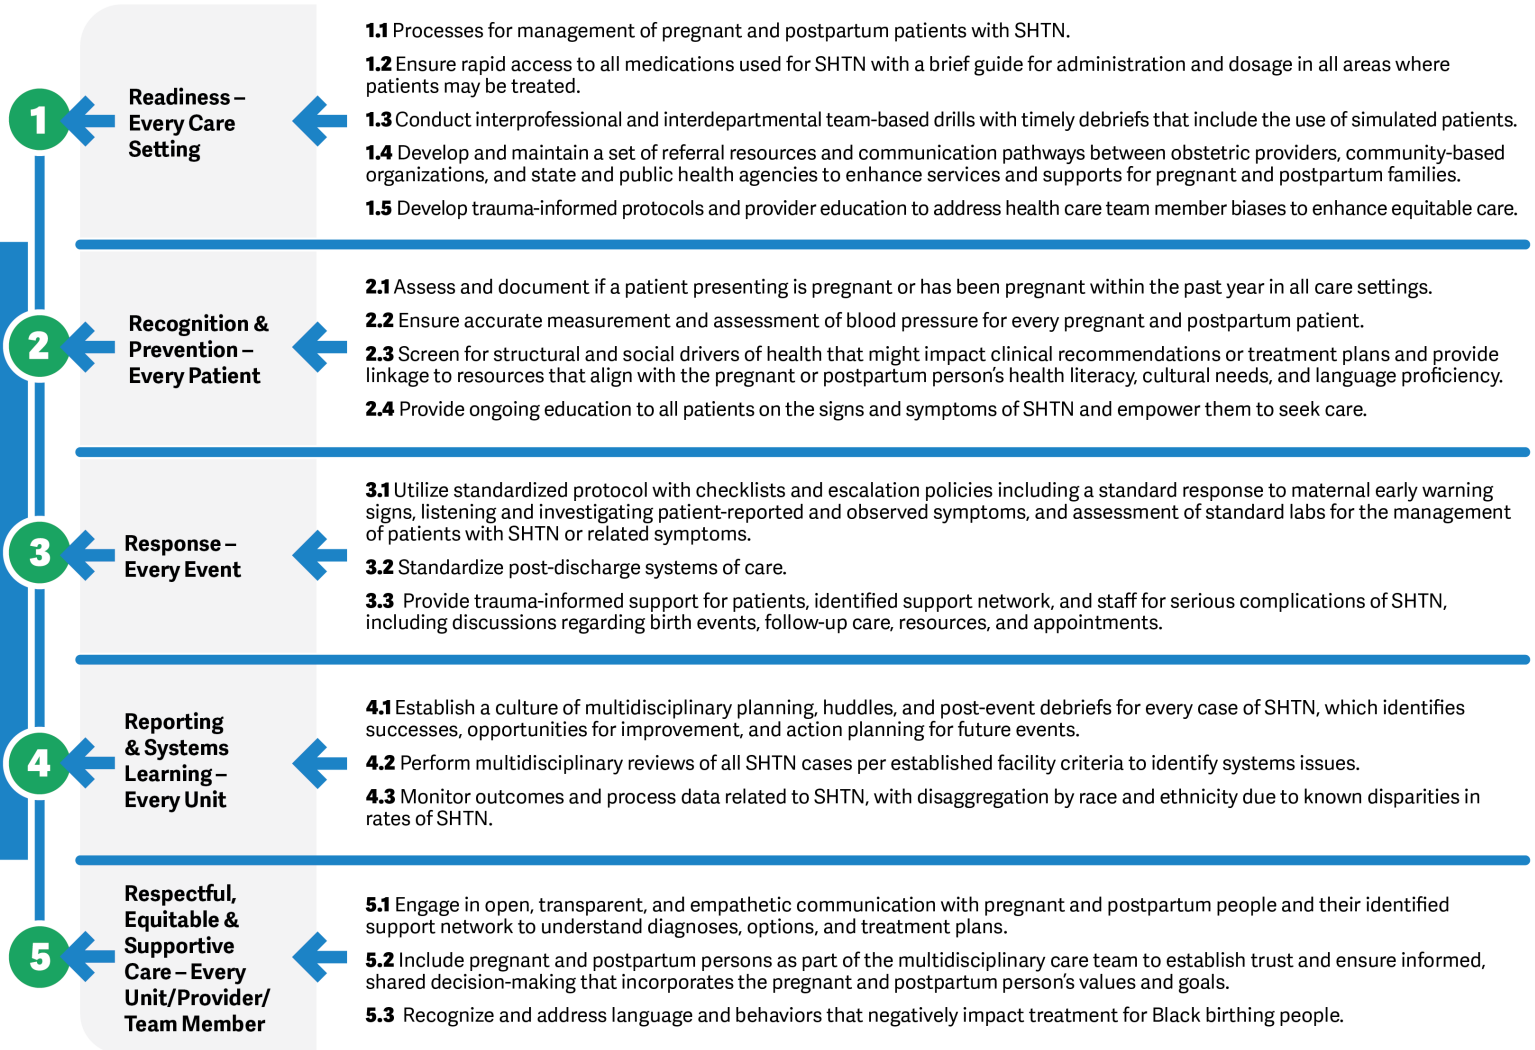 1
Readiness –
Every Care
Setting
1.1 Processes for management of pregnant and postpartum patients with SHTN.
1.2 Ensure rapid access to all medications used for SHTN with a brief guide for administration and dosage in all areas where
patients may be treated.
1.3 Conduct interprofessional and interdepartmental team-based drills with timely debriefs that include the use of simulated patients.
1.4 Develop and maintain a set of referral resources and communication pathways between obstetric providers, community-based
organizations, and state and public health agencies to enhance services and supports for pregnant and postpartum families.
1.5 Develop trauma-informed protocols and provider education to address health care team member biases to enhance equitable care.
2
Recognition &
Prevention –
Every Patient
2.1 Assess and document if a patient presenting is pregnant or has been pregnant within the past year in all care settings.
2.2 Ensure accurate measurement and assessment of blood pressure for every pregnant and postpartum patient.
2.3 Screen for structural and social drivers of health that might impact clinical recommendations or treatment plans and provide
linkage to resources that align with the pregnant or postpartum person's health literacy, cultural needs, and language proficiency.
2.4 Provide ongoing education to all patients on the signs and symptoms of SHTN and empower them to seek care.
3
Response –
Every Event
3.1 Utilize standardized protocol with checklists and escalation policies including a standard response to maternal early warning
signs, listening and investigating patient-reported and observed symptoms, and assessment of standard labs for the management
of patients with SHTN or related symptoms.
3.2 Standardize post-discharge systems of care.
3.3 Provide trauma-informed support for patients, identified support network, and staff for serious complications of SHTN,
including discussions regarding birth events, follow-up care, resources, and appointments.
4
Reporting
& Systems
Learning –
Every Unit
4.1 Establish a culture of multidisciplinary planning, huddles, and post-event debriefs for every case of SHTN, which identifies
successes, opportunities for improvement, and action planning for future events.
4.2 Perform multidisciplinary reviews of all SHTN cases per established facility criteria to identify systems issues.
4.3 Monitor outcomes and process data related to SHTN, with disaggregation by race and ethnicity due to known disparities in
rates of SHTN.
5
Respectful,
Equitable &
Supportive
Care – Every
Unit/Provider/
Team Member
5.1 Engage in open, transparent, and empathetic communication with pregnant and postpartum people and their identified
support network to understand diagnoses, options, and treatment plans.
5.2 Include pregnant and postpartum persons as part of the multidisciplinary care team to establish trust and ensure informed,
shared decision-making that incorporates the pregnant and postpartum person's values and goals.
5.3 Recognize and address language and behaviors that negatively impact treatment for Black birthing people.